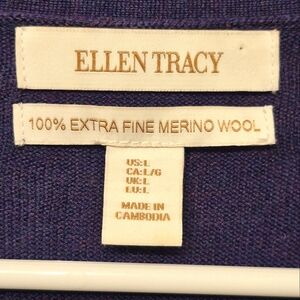 ELLEN TRACY
100% EXTRA FINE MERINO WOOL
US:L
CA:L/G
UK:L
EU:L
MADE IN
CAMBODIA